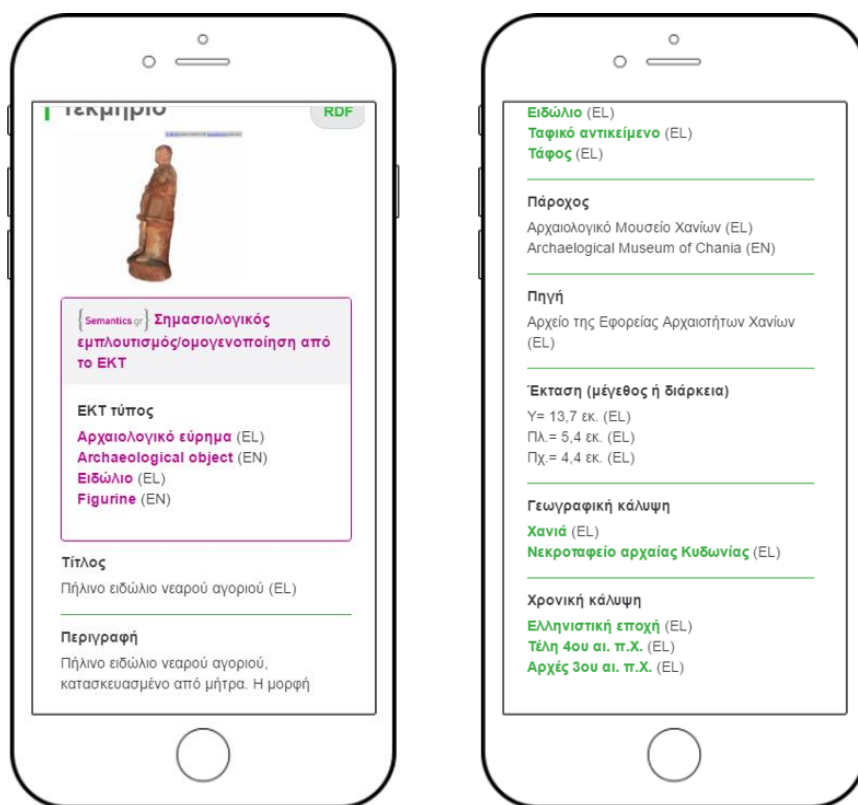 Τεκμήριο
RDF
{Semantics.gr} Σημασιολογικός
εμπλουτισμός/ομογενοποίηση από
το ΕΚΤ
ΕΚΤ τύπος
Αρχαιολογικό εύρημα (EL)
Archaeological object (EN)
Ειδώλιο (EL)
Figurine (EN)
Τίτλος
Πήλινο ειδώλιο νεαρού αγοριού (EL)
Περιγραφή
Πήλινο ειδώλιο νεαρού αγοριού,
κατασκευασμένο από μήτρα. Η μορφή
Ειδώλιο (EL)
Ταφικό αντικείμενο (EL)
Τάφος (EL)
Πάροχος
Αρχαιολογικό Μουσείο Χανίων (EL)
Archaelogical Museum of Chania (EN)
Πηγή
Αρχείο της Εφορείας Αρχαιοτήτων Χανίων
(EL)
Έκταση (μέγεθος ή διάρκεια)
Υ= 13,7 εκ. (EL)
Πλ.= 5,4 εκ. (EL)
Πχ.= 4,4 εκ. (EL)
Γεωγραφική κάλυψη
Χανιά (EL)
Νεκροταφείο αρχαίας Κυδωνίας (EL)
Χρονική κάλυψη
Ελληνιστική εποχή (EL)
Τέλη 4ου αι. π.Χ. (EL)
Αρχές 3ου αι. π.Χ. (EL)